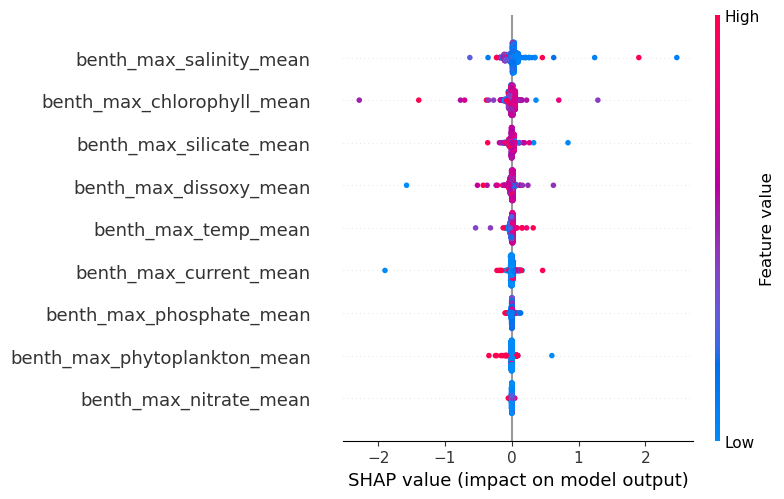 High
benth_max_salinity_mean
benth_max_chlorophyll_mean
benth_max_silicate_mean
benth_max_dissoxy_mean
benth_max_temp_mean
benth_max_current_mean
benth_max_phosphate_mean
benth_max_phytoplankton_mean
benth_max_nitrate_mean
Feature value
Low
−2 −1 0 1 2
SHAP value (impact on model output)